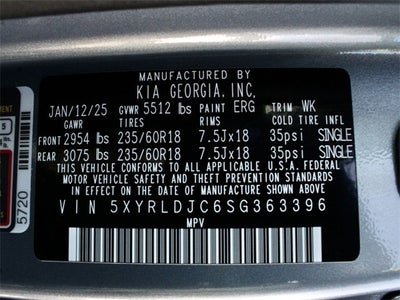 MANUFACTURED BY
KIA GEORGIA, INC.
JAN/12/25 GVWR 5512 lbs PAINT ERG TRIM WK
GAWR TIRES RIMS COLD TIRE INFL
FRONT 2954 lbs 235/60R18 7.5Jx18 35psi SINGLE
REAR 3075 lbs 235/60R18 7.5Jx18 35psi SINGLE
THIS VEHICLE CONFORMS TO ALL APPLICABLE U.S.A. FEDERAL
MOTOR VEHICLE SAFETY AND THEFT PREVENTION STANDARDS
IN EFFECT ON THE DATE OF MANUFACTURE SHOWN ABOVE
VIN 5XYRLDJC6SG363396
MPV
5720